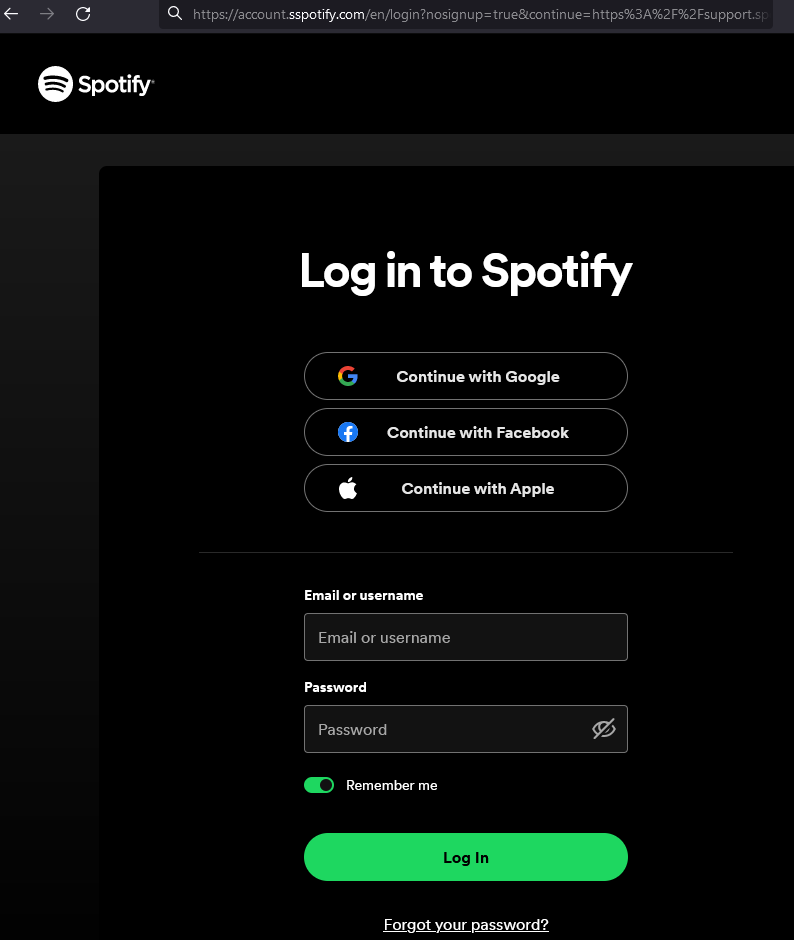 https://account.sspotify.com/en/login?nosignup=true&continue=https%3A%2F%2Fsupport.sp
Spotify
Log in to Spotify
Continue with Google
Continue with Facebook
Continue with Apple
Email or username
Email or username
Password
Password
Remember me
Log In
Forgot your password?